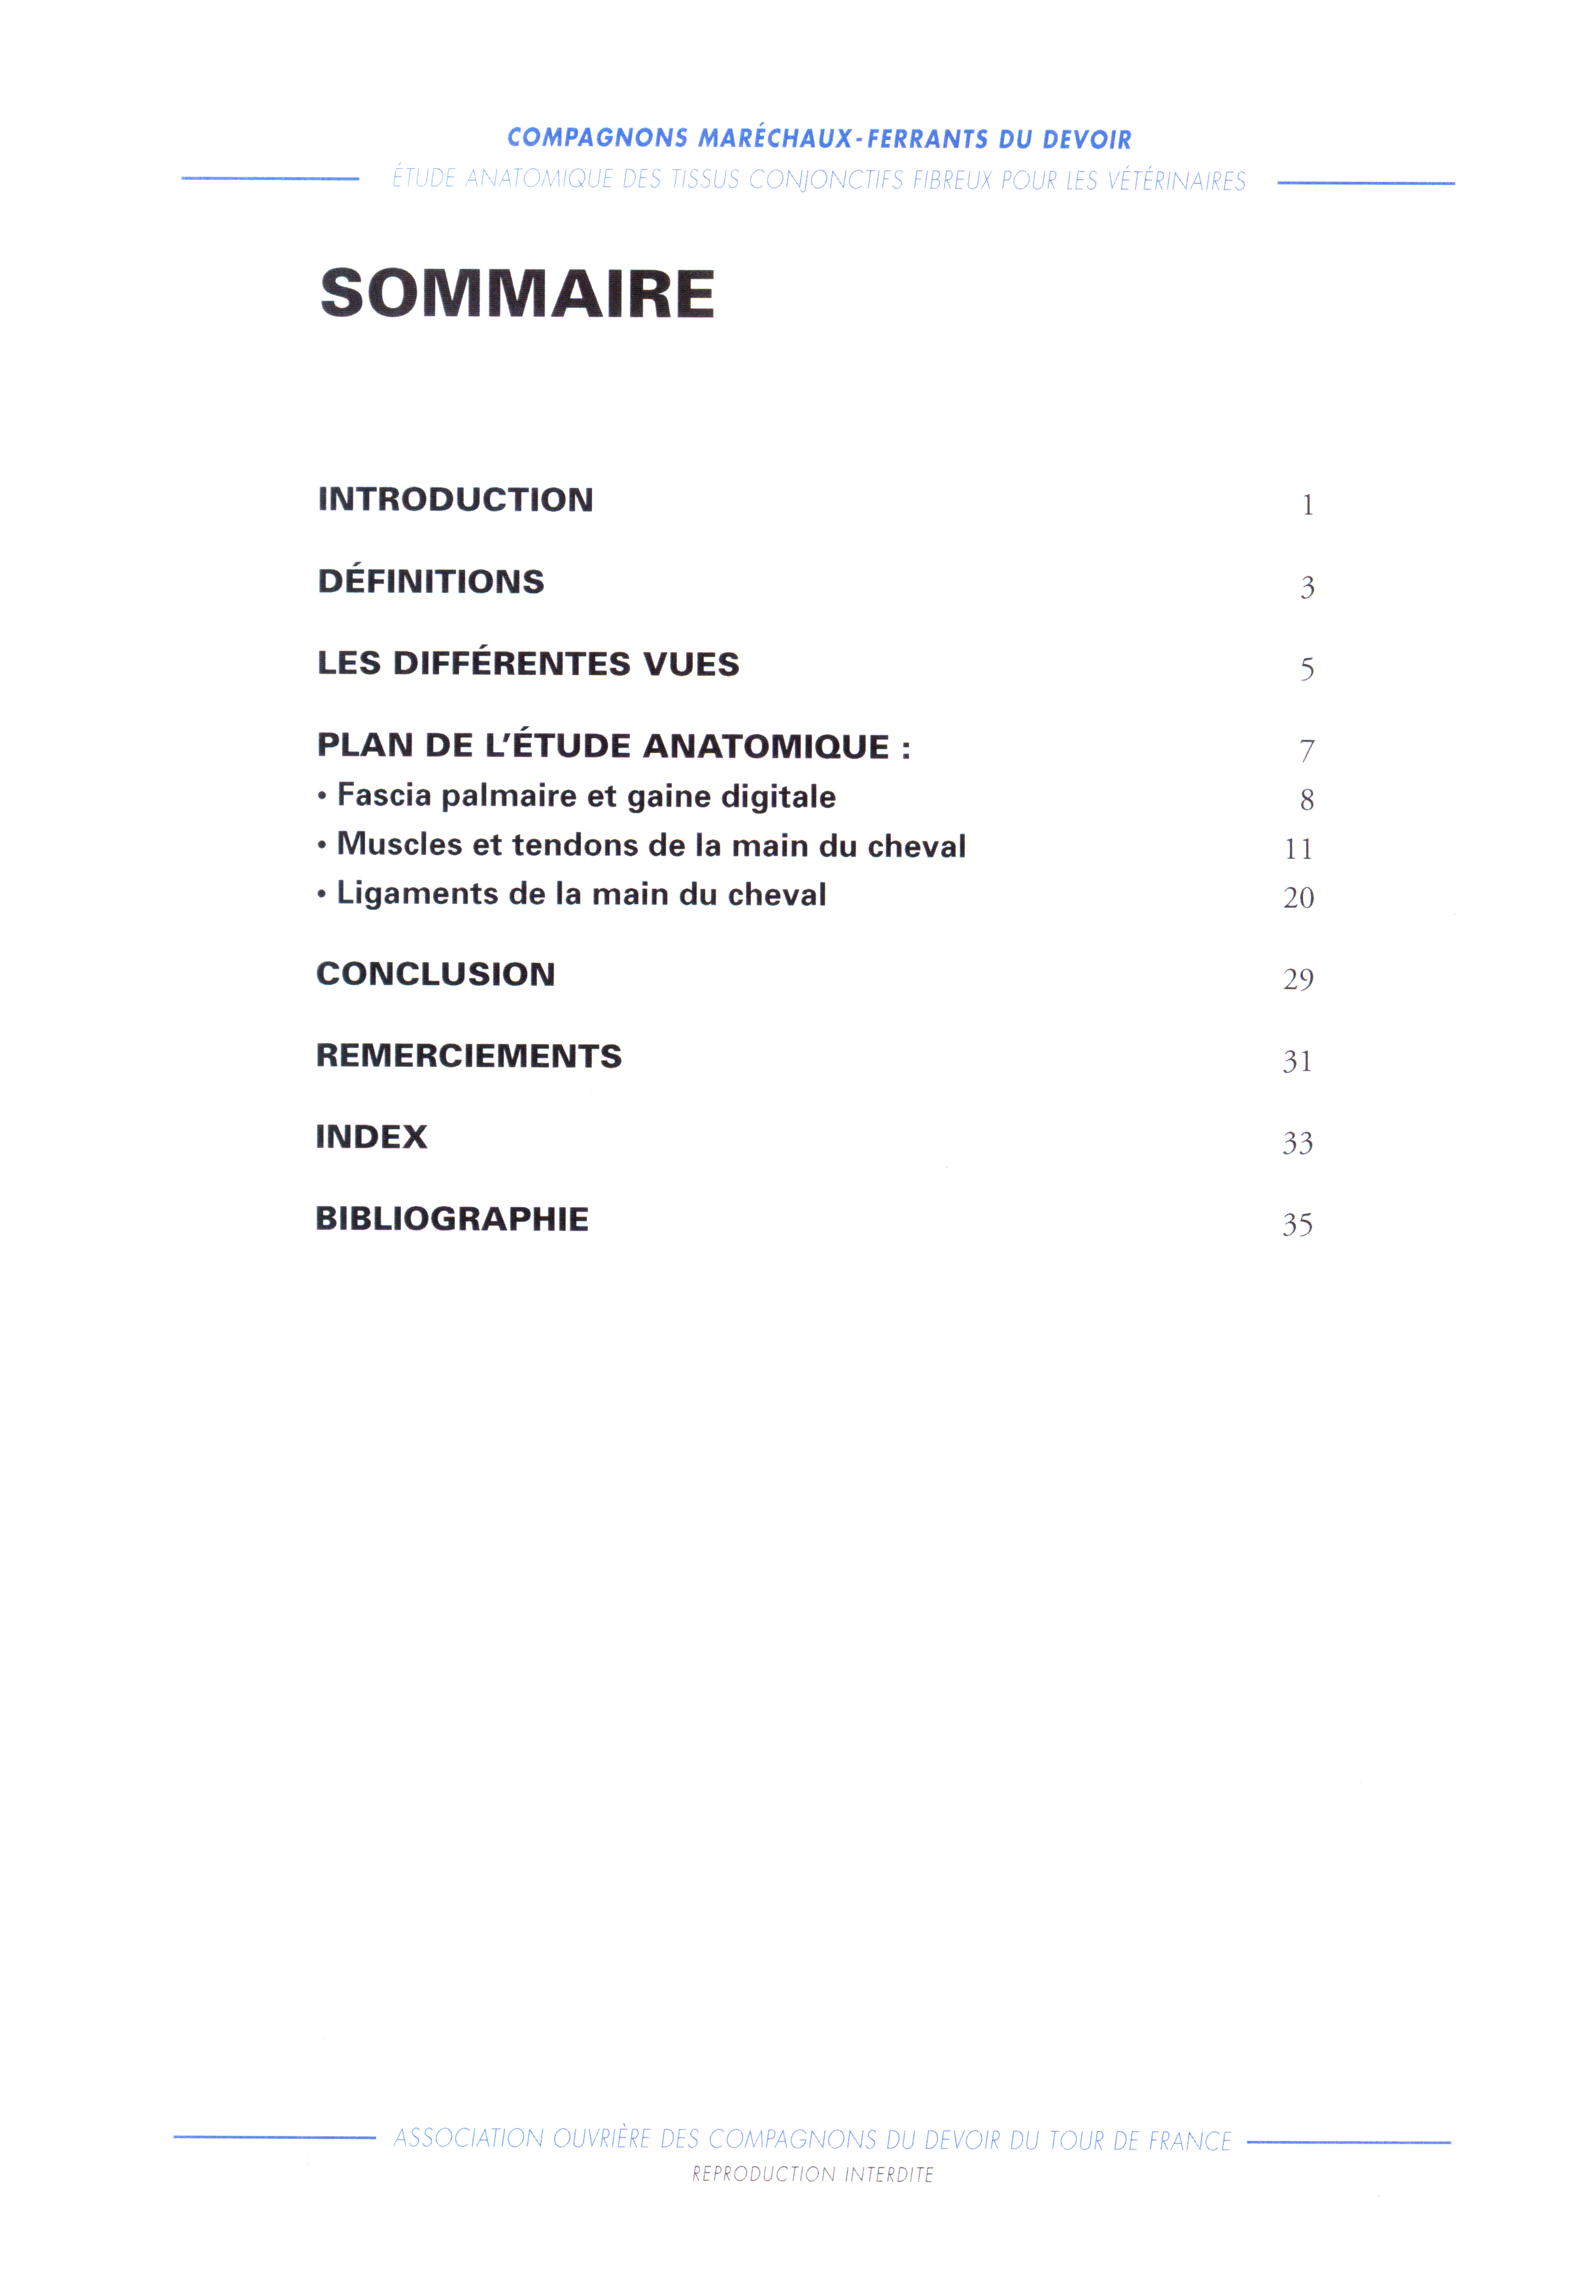 COMPAGNONS MARÉCHAUX-FERRANTS DU DEVOIR
ÉTUDE ANATOMIQUE DES TISSUS CONJONCTIFS FIBREUX POUR LES VÉTÉRINAIRES
SOMMAIRE
INTRODUCTION 1
DÉFINITIONS 3
LES DIFFÉRENTES VUES 5
PLAN DE L'ÉTUDE ANATOMIQUE : 7
• Fascia palmaire et gaine digitale 8
• Muscles et tendons de la main du cheval 11
• Ligaments de la main du cheval 20
CONCLUSION 29
REMERCIEMENTS 31
INDEX 33
BIBLIOGRAPHIE 35
ASSOCIATION OUVRIÈRE DES COMPAGNONS DU DEVOIR DU TOUR DE FRANCE
REPRODUCTION INTERDITE